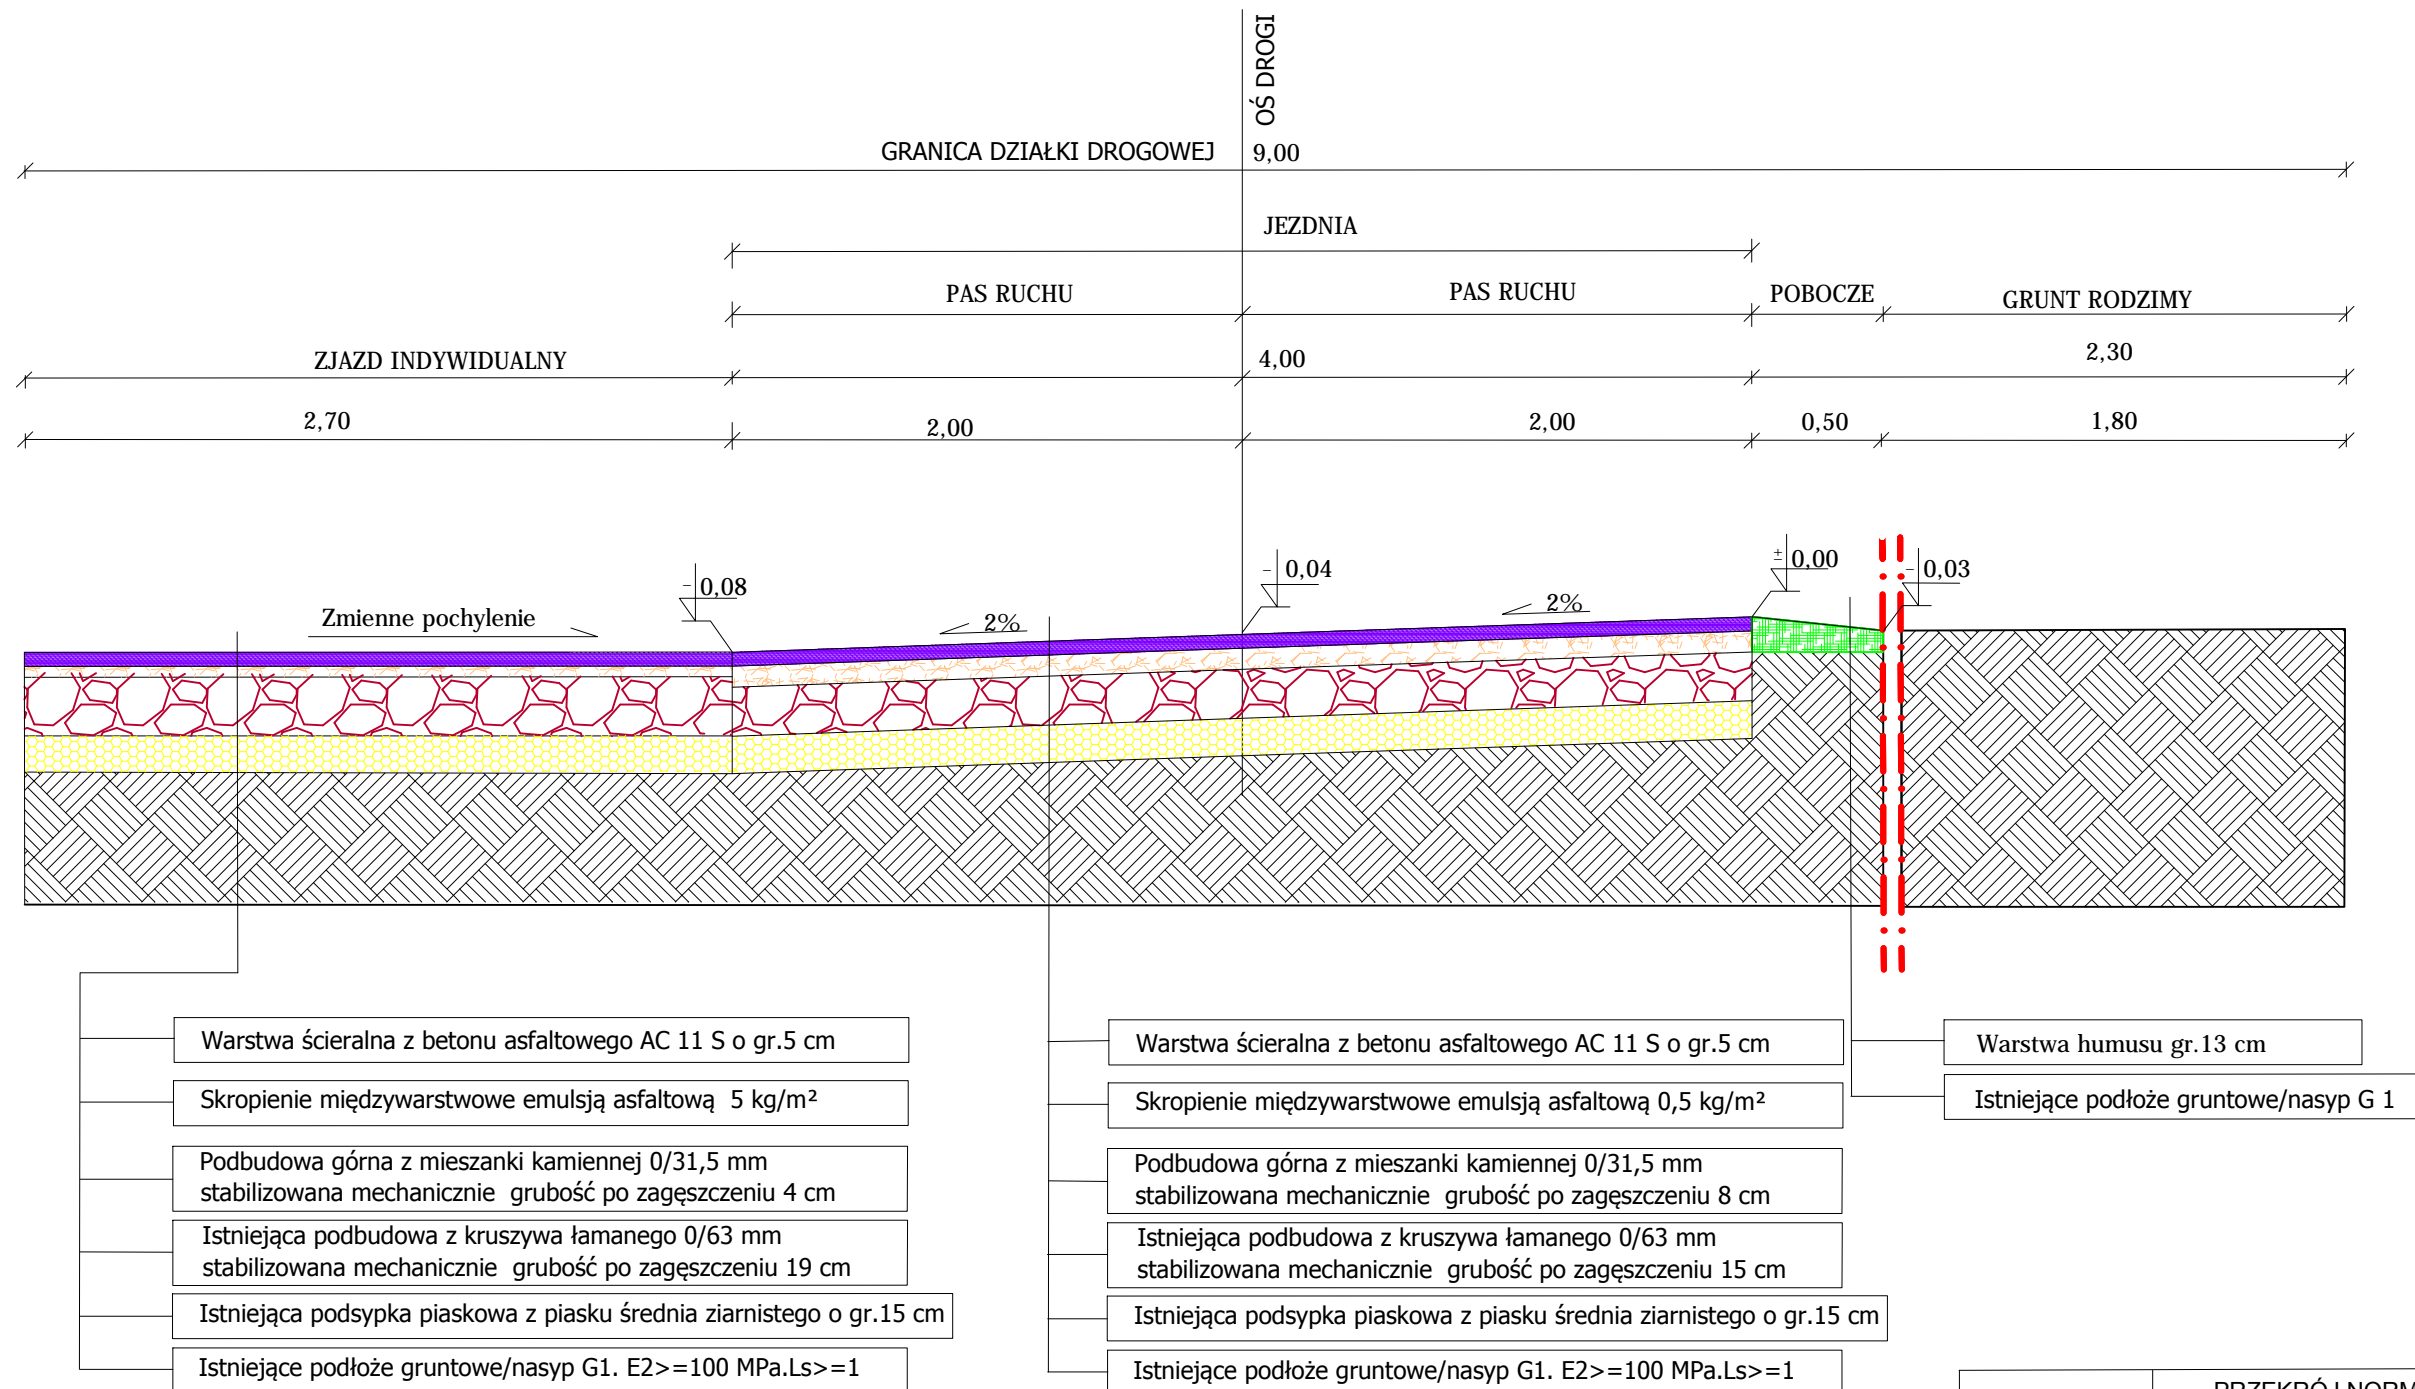 OŚ DROGI
GRANICA DZIAŁKI DROGOWEJ 9,00
JEZDNIA
PAS RUCHU PAS RUCHU POBOCZE GRUNT RODZIMY
ZJAZD INDYWIDUALNY 4,00 2,30
2,70 2,00 2,00 0,50 1,80
- 0,08 - 0,04 ± 0,00 - 0,03
Zmienne pochylenie 2% 2%
Warstwa ścieralna z betonu asfaltowego AC 11 S o gr.5 cm
Skropienie międzywarstwowe emulsją asfaltową 5 kg/m²
Podbudowa górna z mieszanki kamiennej 0/31,5 mm
stabilizowana mechanicznie grubość po zagęszczeniu 4 cm
Istniejąca podbudowa z kruszywa łamanego 0/63 mm
stabilizowana mechanicznie grubość po zagęszczeniu 19 cm
Istniejąca podsypka piaskowa z piasku średnia ziarnistego o gr.15 cm
Istniejące podłoże gruntowe/nasyp G1. E2>=100 MPa.Ls>=1
Warstwa ścieralna z betonu asfaltowego AC 11 S o gr.5 cm
Skropienie międzywarstwowe emulsją asfaltową 0,5 kg/m²
Podbudowa górna z mieszanki kamiennej 0/31,5 mm
stabilizowana mechanicznie grubość po zagęszczeniu 8 cm
Istniejąca podbudowa z kruszywa łamanego 0/63 mm
stabilizowana mechanicznie grubość po zagęszczeniu 15 cm
Istniejąca podsypka piaskowa z piasku średnia ziarnistego o gr.15 cm
Istniejące podłoże gruntowe/nasyp G1. E2>=100 MPa.Ls>=1
Warstwa humusu gr.13 cm
Istniejące podłoże gruntowe/nasyp G 1